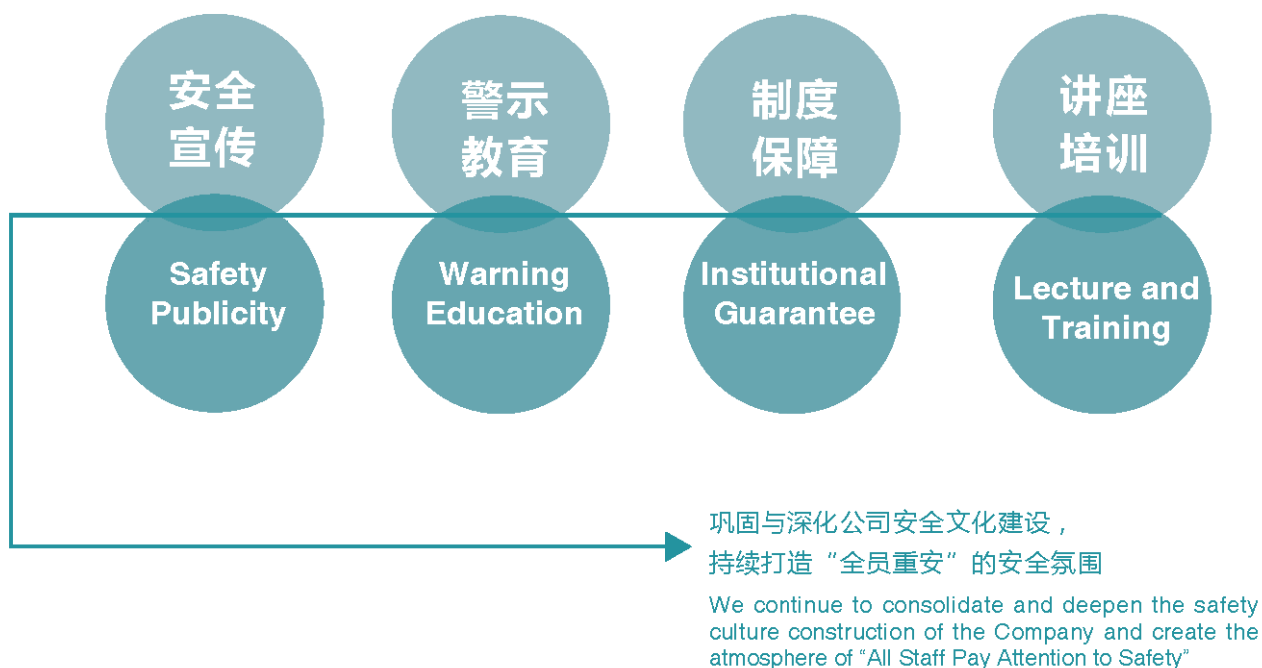 安全
宣传
警示
教育
制度
保障
讲座
培训
Safety
Publicity
Warning
Education
Institutional
Guarantee
Lecture and
Training
巩固与深化公司安全文化建设，
持续打造“全员重安”的安全氛围
We continue to consolidate and deepen the safety
culture construction of the Company and create the
atmosphere of “All Staff Pay Attention to Safety”